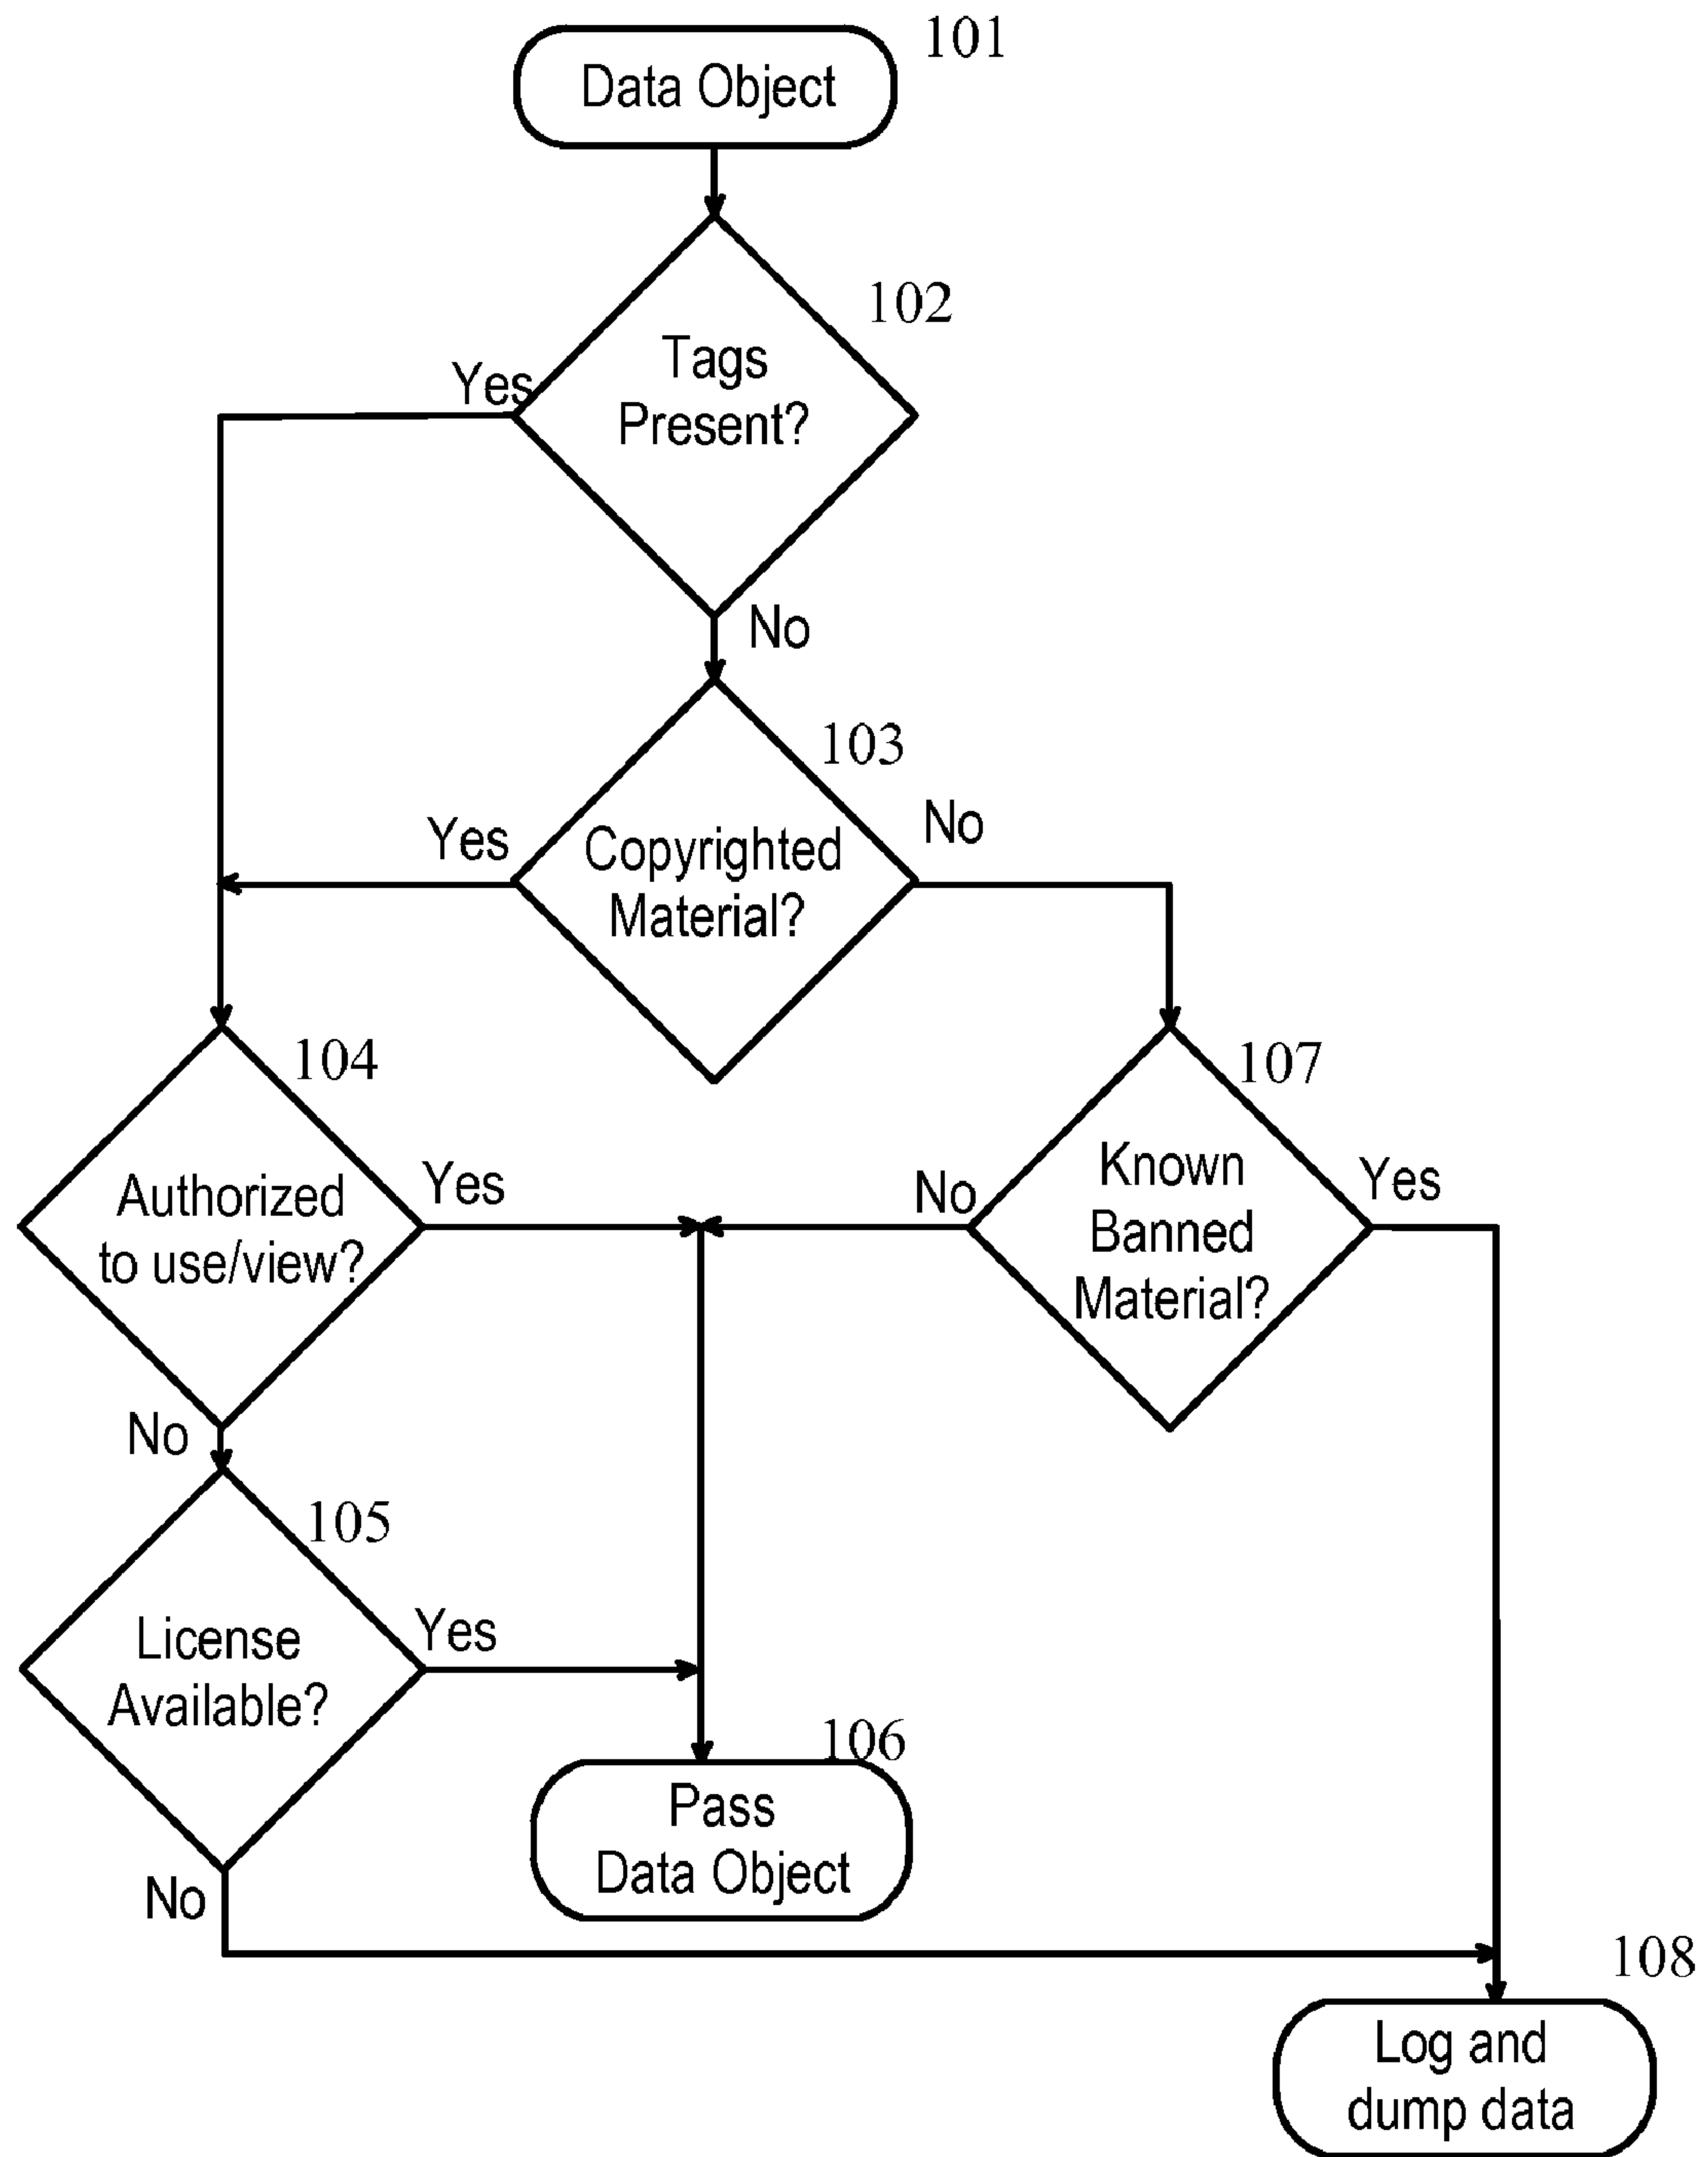 101
Data Object
102
Tags
Present?
Yes
No
103
Copyrighted
Material?
Yes
No
104
Authorized
to use/view?
Yes
No
107
Known
Banned
Material?
No
Yes
105
License
Available?
Yes
No
106
Pass
Data Object
108
Log and
dump data